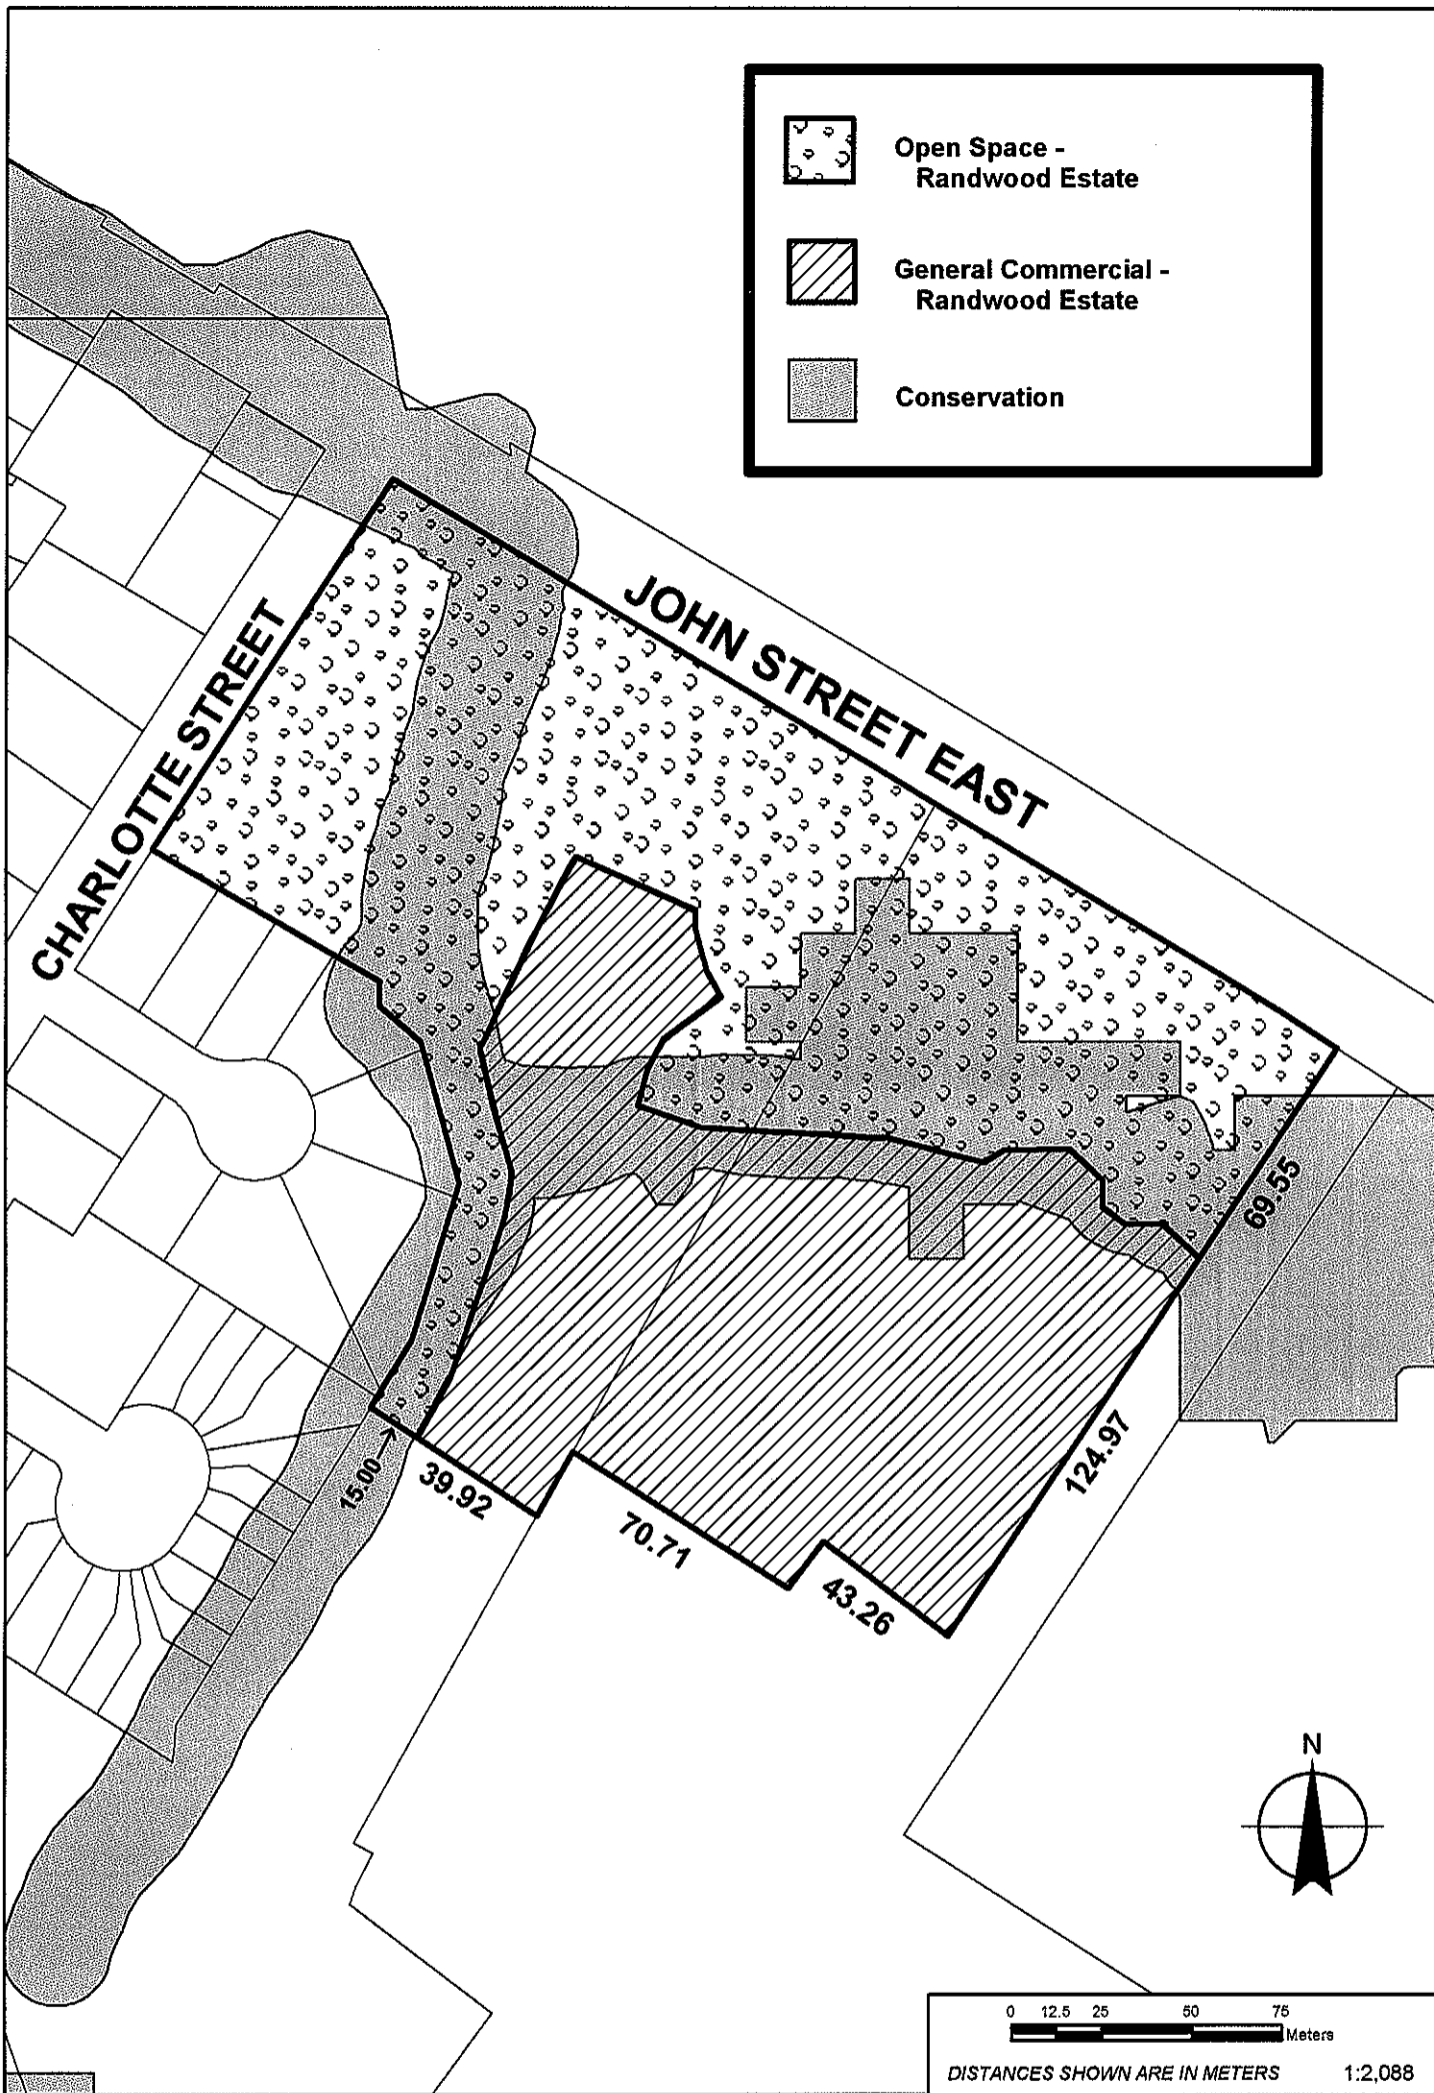 Open Space -
Randwood Estate
General Commercial -
Randwood Estate
Conservation
JOHN STREET EAST
CHARLOTTE STREET
69.55
124.97
15.00
39.92
70.71
43.26
N
0 12.5 25 50 75
Meters
DISTANCES SHOWN ARE IN METERS 1:2,088